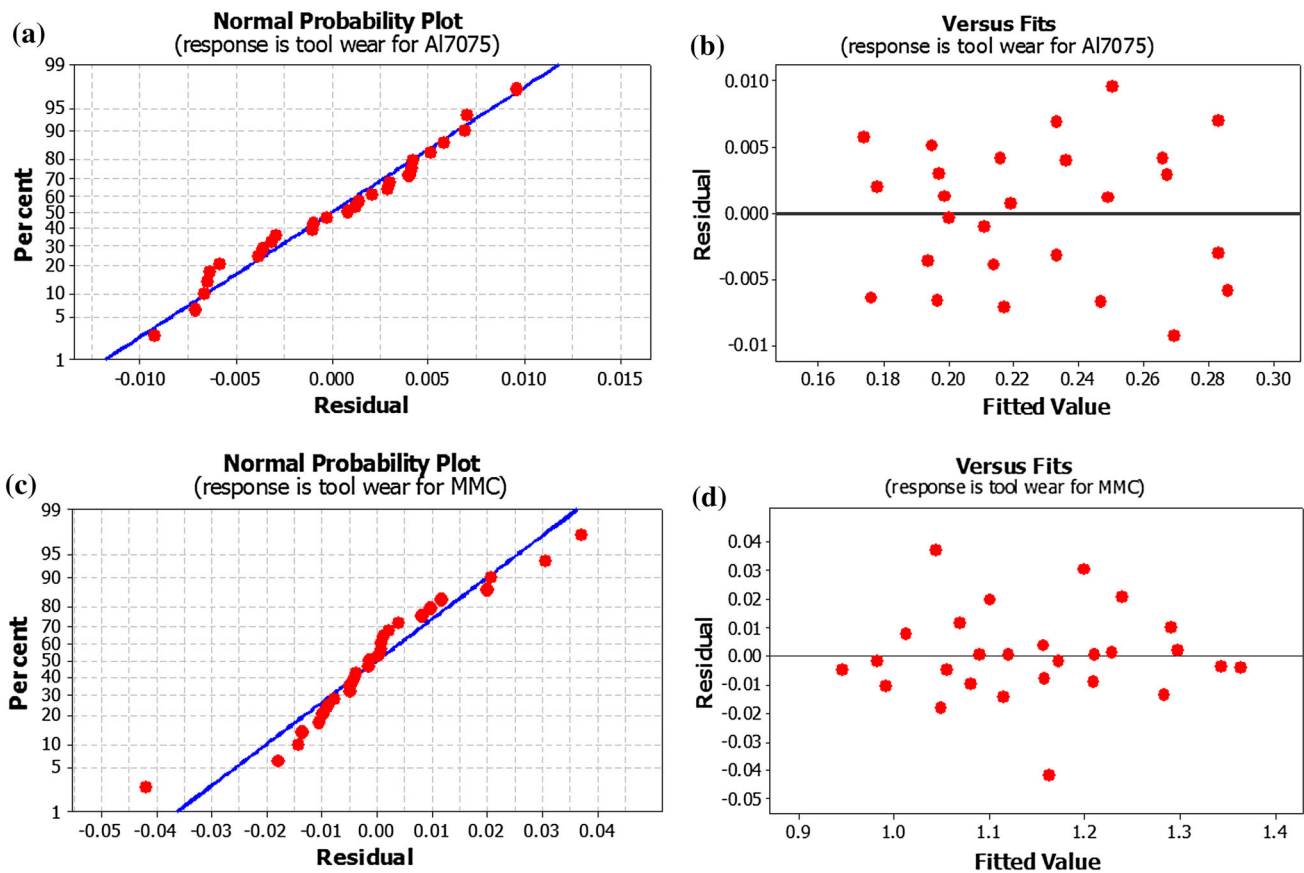 (a)
Normal Probability Plot
(response is tool wear for Al7075)
99
95
90
80
70
60
50
40
30
20
10
5
1
Percent
-0.010 -0.005 0.000 0.005 0.010 0.015
Residual
(b)
Versus Fits
(response is tool wear for Al7075)
0.010
0.005
0.000
-0.005
-0.01
Residual
0.16 0.18 0.20 0.22 0.24 0.26 0.28 0.30
Fitted Value
(c)
Normal Probability Plot
(response is tool wear for MMC)
99
95
90
80
70
60
50
40
30
20
10
5
1
Percent
-0.05 -0.04 -0.03 -0.02 -0.01 0.00 0.01 0.02 0.03 0.04
Residual
(d)
Versus Fits
(response is tool wear for MMC)
0.04
0.03
0.02
0.01
0.00
-0.01
-0.02
-0.03
-0.04
-0.05
Residual
0.9 1.0 1.1 1.2 1.3 1.4
Fitted Value